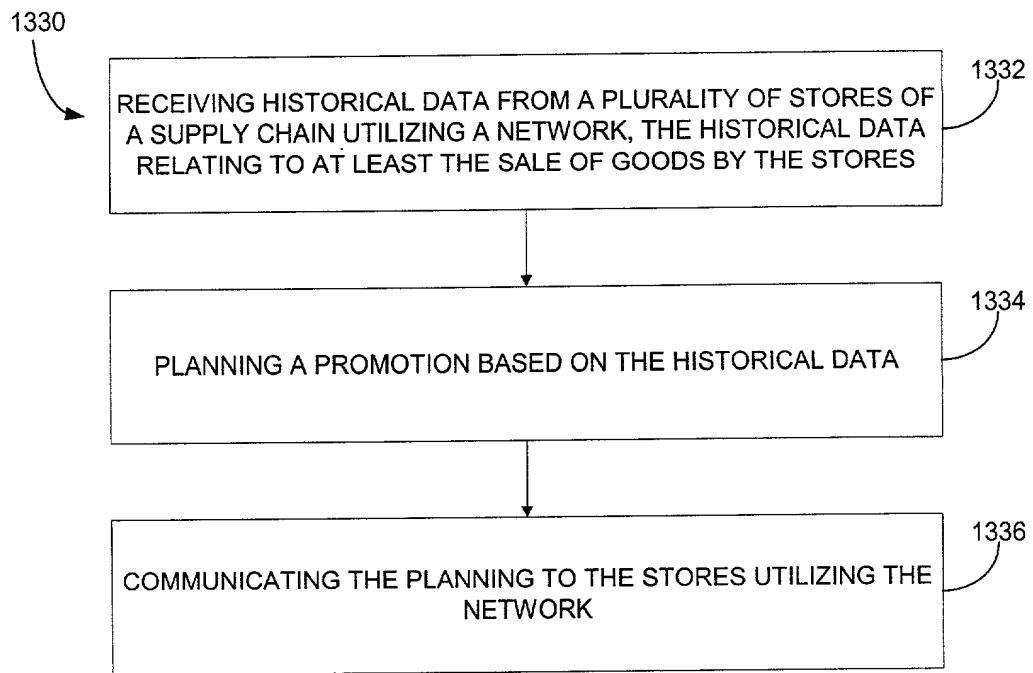 1330
1332
RECEIVING HISTORICAL DATA FROM A PLURALITY OF STORES OF
A SUPPLY CHAIN UTILIZING A NETWORK, THE HISTORICAL DATA
RELATING TO AT LEAST THE SALE OF GOODS BY THE STORES
1334
PLANNING A PROMOTION BASED ON THE HISTORICAL DATA
1336
COMMUNICATING THE PLANNING TO THE STORES UTILIZING THE
NETWORK